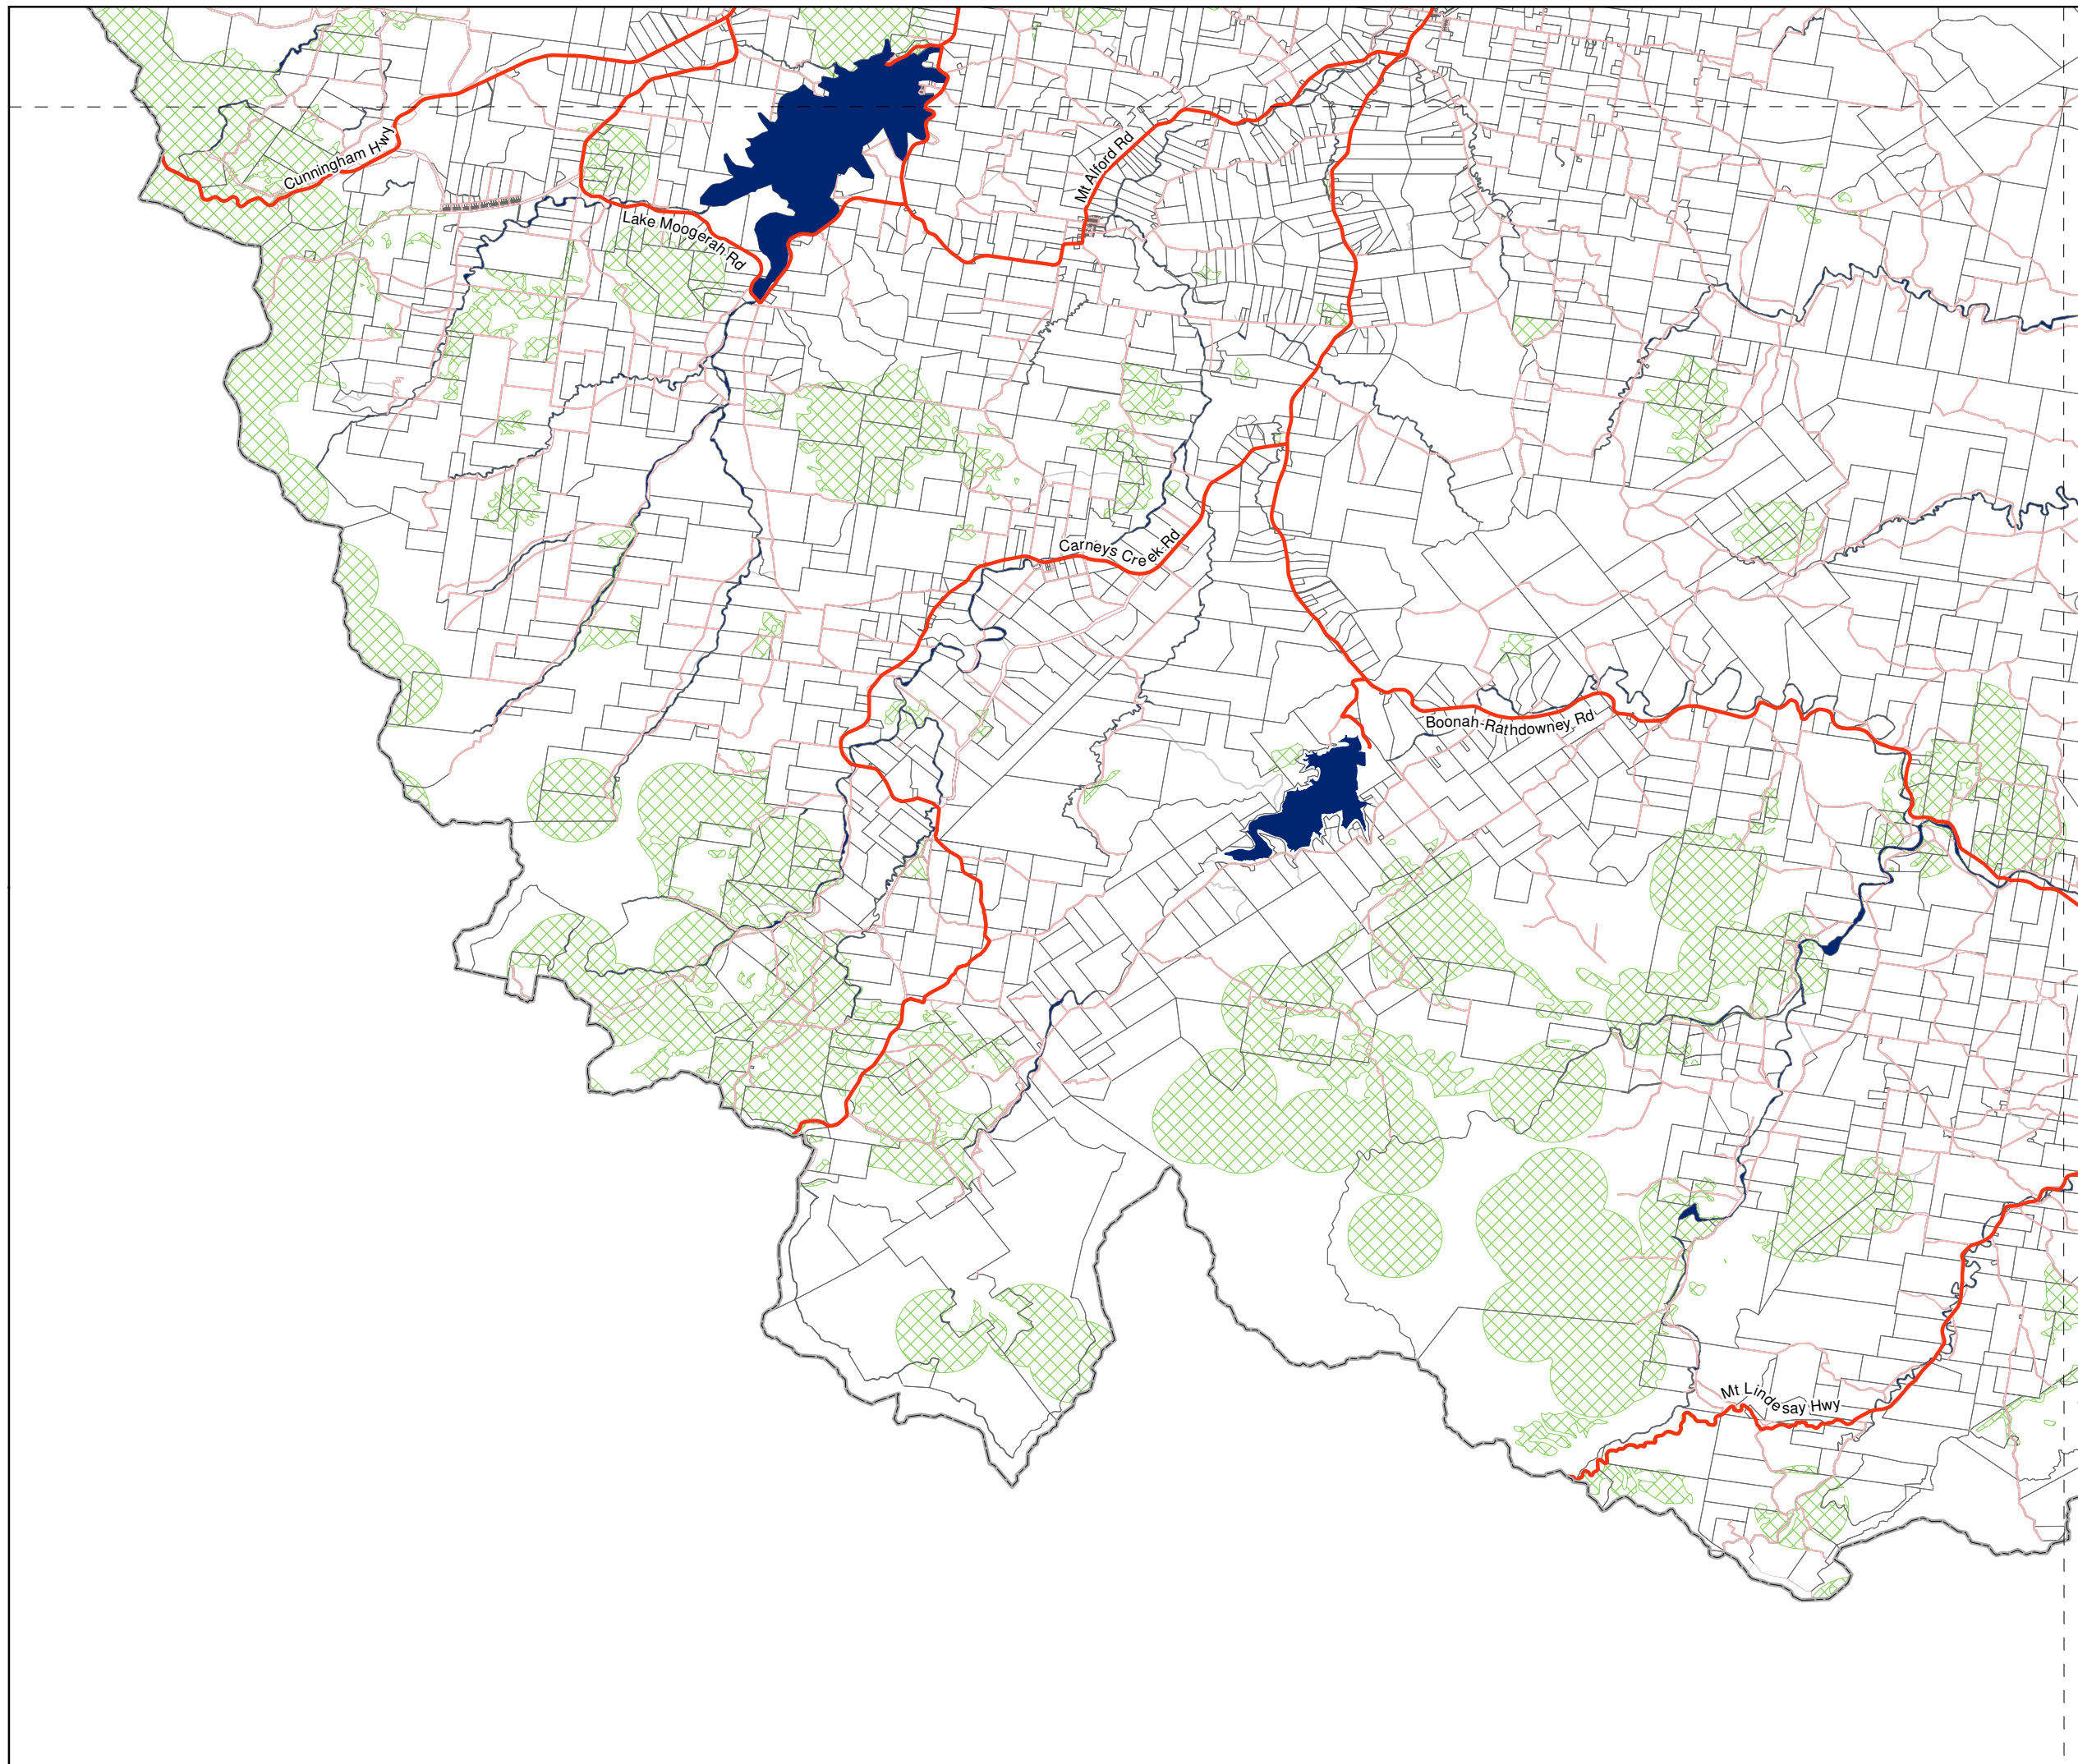 Cunningham Hwy
Mt Alford Rd
Lake Moogerah Rd
Carneys Creek Rd
Boonah-Rathdowney Rd
Mt Lindesay Hwy